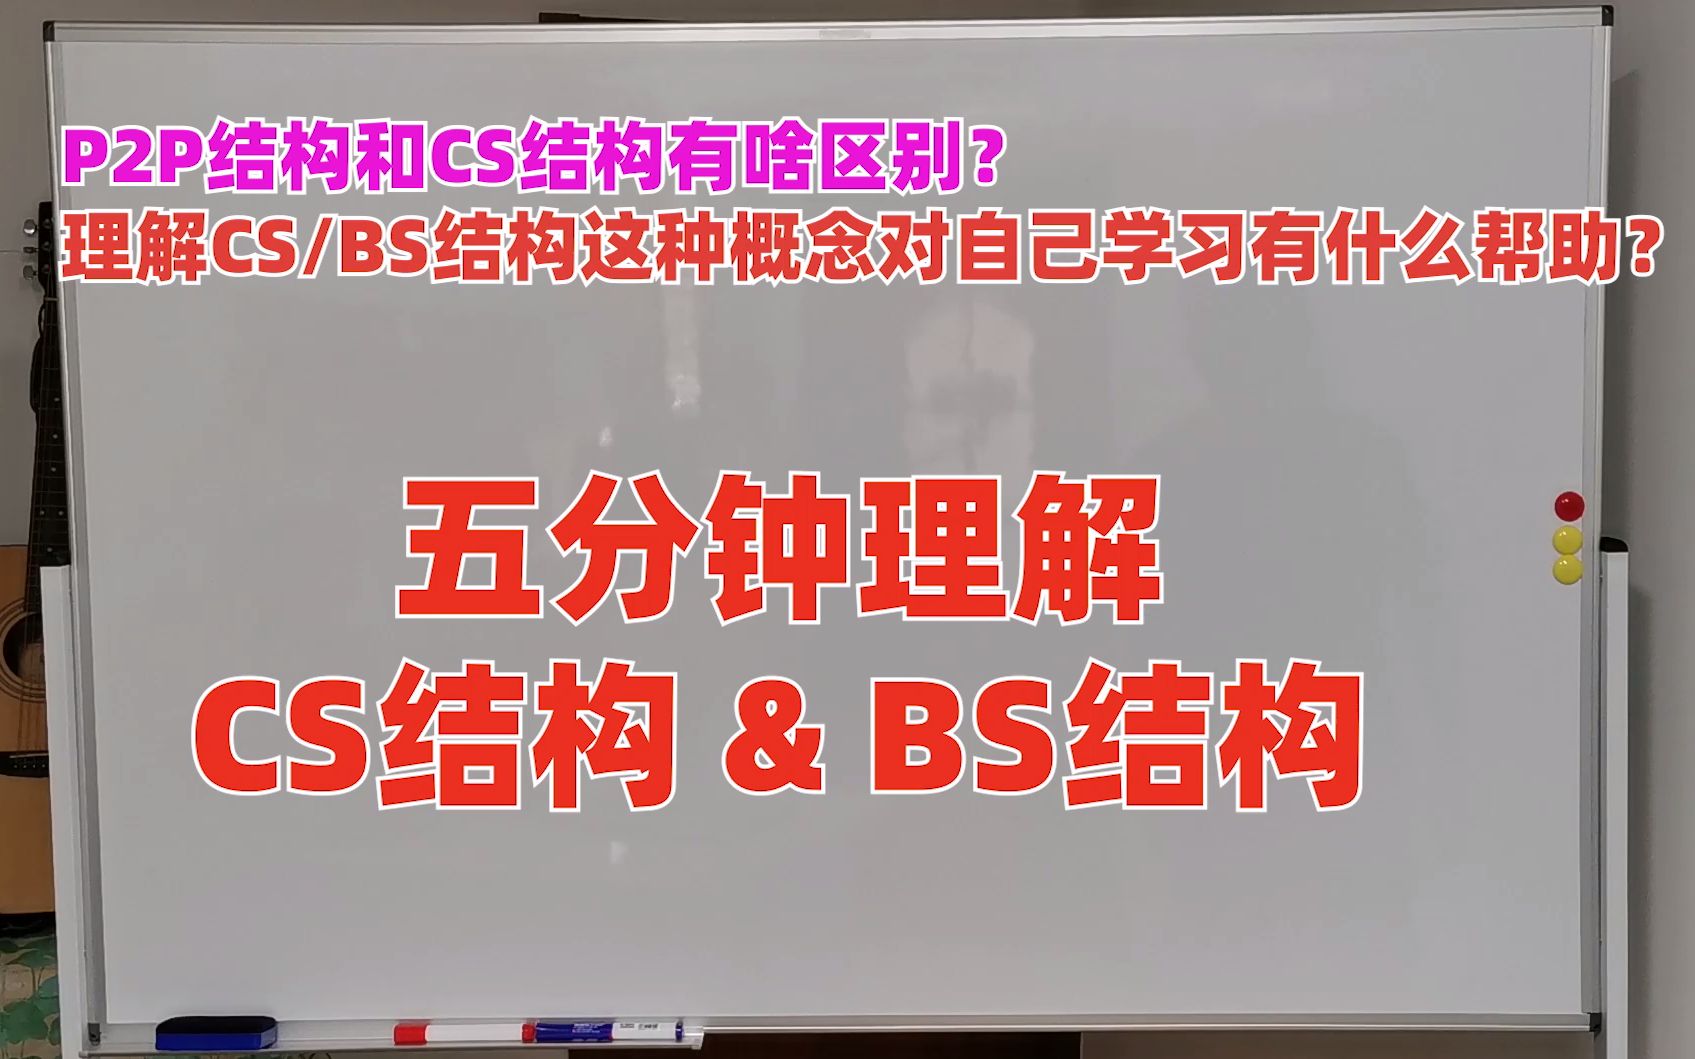 P2P结构和CS结构有啥区别？
理解CS/BS结构这种概念对自己学习有什么帮助？
五分钟理解
CS结构 & BS结构